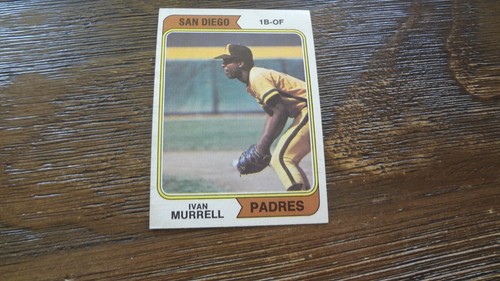 SAN DIEGO 1B-OF
IVAN
MURRELL PADRES